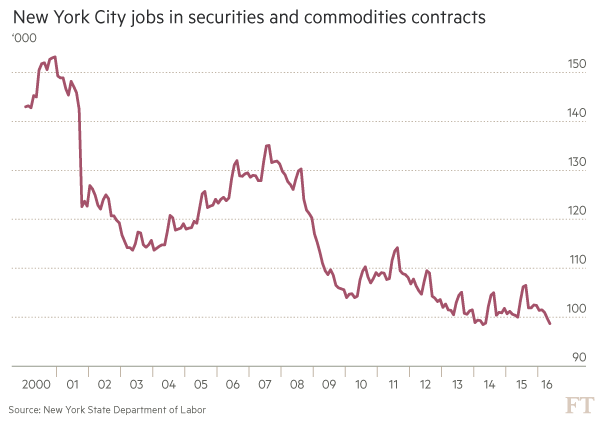 New York City jobs in securities and commodities contracts
‘000
150
140
130
120
110
100
90
2000 01 02 03 04 05 06 07 08 09 10 11 12 13 14 15 16
Source: New York State Department of Labor
FT